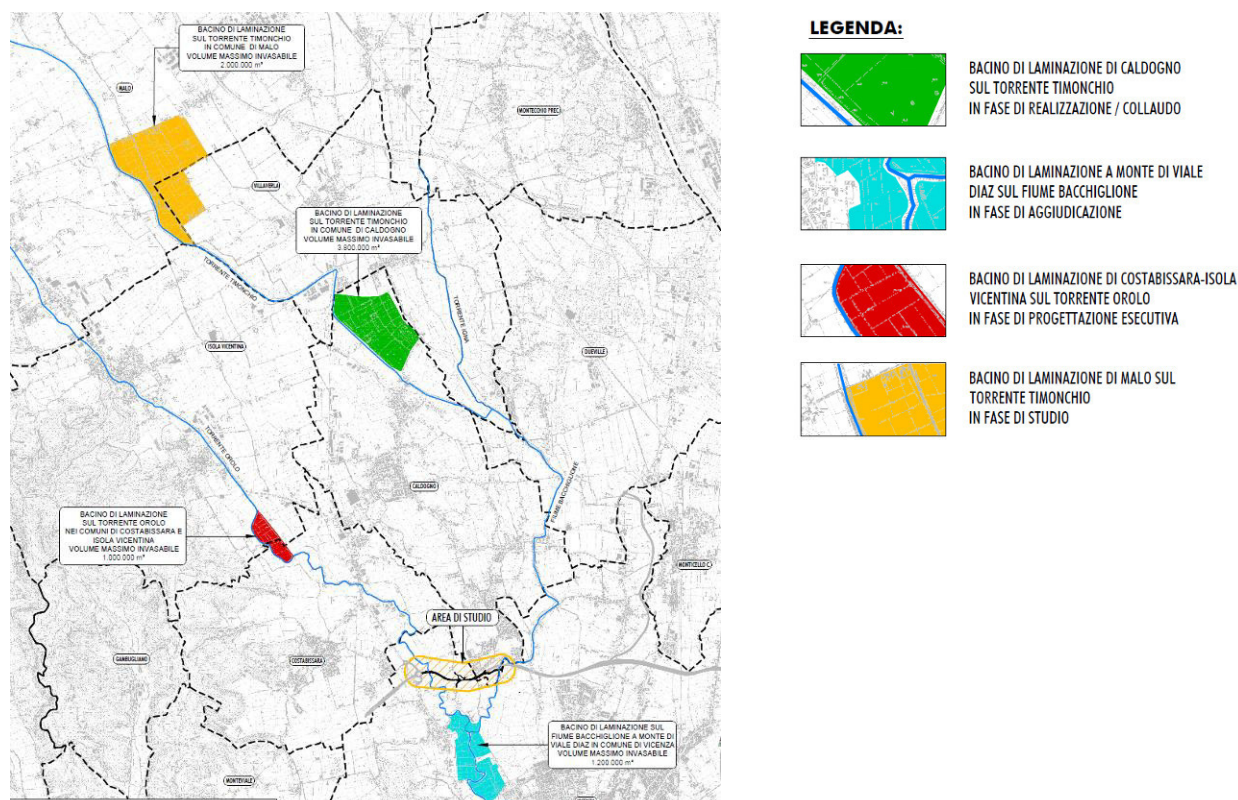 BACINO DI LAMINAZIONE
SUL TORRENTE TIMONCHIO
IN COMUNE DI MALO
VOLUME MASSIMO INVASABILE
2.000.000 m³
MALO
MONTECCHIO PREC.
VILLAVERLA
BACINO DI LAMINAZIONE
SUL TORRENTE TIMONCHIO
IN COMUNE DI CALDOGNO
VOLUME MASSIMO INVASABILE
3.800.000 m³
TORRENTE TIMONCHIO
TORRENTE IGNA
ISOLA VICENTINA
DUEVILLE
TORRENTE OROLO
CALDOGNO
FIUME BACCHIGLIONE
BACINO DI LAMINAZIONE
SUL TORRENTE OROLO
NEI COMUNI DI COSTABISSARA E
ISOLA VICENTINA
VOLUME MASSIMO INVASABILE
1.000.000 m³
MONTICELLO C.
AREA DI STUDIO
GAMBUGLIANO
COSTABISSARA
BACINO DI LAMINAZIONE SUL
FIUME BACCHIGLIONE A MONTE DI
VIALE DIAZ IN COMUNE DI VICENZA
VOLUME MASSIMO INVASABILE
1.200.000 m³
MONTEVIALE
LEGENDA:
BACINO DI LAMINAZIONE DI CALDOGNO
SUL TORRENTE TIMONCHIO
IN FASE DI REALIZZAZIONE / COLLAUDO
BACINO DI LAMINAZIONE A MONTE DI VIALE
DIAZ SUL FIUME BACCHIGLIONE
IN FASE DI AGGIUDICAZIONE
BACINO DI LAMINAZIONE DI COSTABISSARA-ISOLA
VICENTINA SUL TORRENTE OROLO
IN FASE DI PROGETTAZIONE ESECUTIVA
BACINO DI LAMINAZIONE DI MALO SUL
TORRENTE TIMONCHIO
IN FASE DI STUDIO